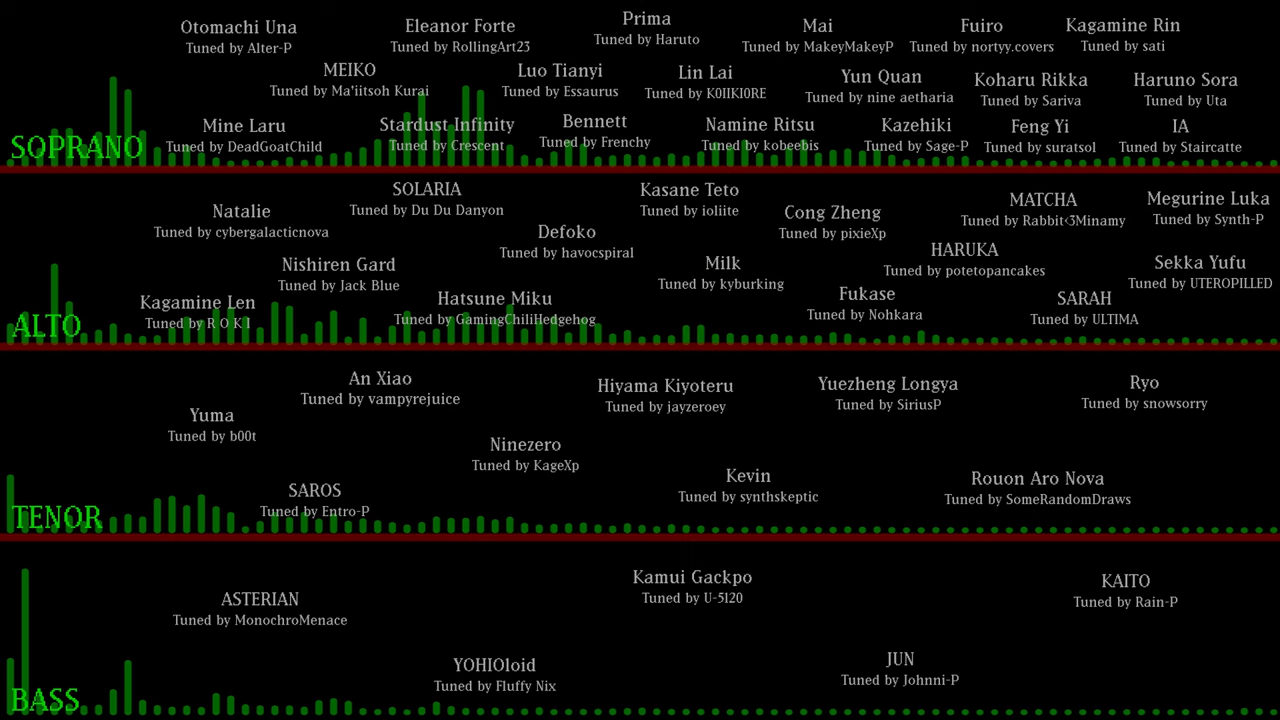 Otomachi Una
Tuned by Alter-P
Eleanor Forte
Tuned by RollingArt23
Prima
Tuned by Haruto
Mai
Tuned by MakeyMakeyP
Fuiro
Tuned by nortyy.covers
Kagamine Rin
Tuned by sati
MEIKO
Tuned by Ma'iitsoh Kurai
Luo Tianyi
Tuned by Essaurus
Lin Lai
Tuned by K0IIKI0RE
Yun Quan
Tuned by nine aetharia
Koharu Rikka
Tuned by Sariva
Haruno Sora
Tuned by Uta
Mine Laru
Tuned by DeadGoatChild
Stardust Infinity
Tuned by Crescent
Bennett
Tuned by Frenchy
Namine Ritsu
Tuned by kobeebis
Kazehiki
Tuned by Sage-P
Feng Yi
Tuned by suratsol
IA
Tuned by Staircatte
SOPRANO
Natalie
Tuned by cybergalacticnova
SOLARIA
Tuned by Du Du Danyon
Kasane Teto
Tuned by ioliite
Cong Zheng
Tuned by pixieXp
MATCHA
Tuned by Rabbit<3Minamy
Megurine Luka
Tuned by Synth-P
Defoko
Tuned by havocspiral
HARUKA
Tuned by potetopancakes
Nishiren Gard
Tuned by Jack Blue
Milk
Tuned by kyburking
Sekka Yufu
Tuned by UTEROPILLED
Kagamine Len
Tuned by R O K I
Hatsune Miku
Tuned by GamingChiliHedgehog
Fukase
Tuned by Nohkara
SARAH
Tuned by ULTIMA
ALTO
An Xiao
Tuned by vampyrejuice
Hiyama Kiyoteru
Tuned by jayzeroey
Yuezheng Longya
Tuned by SiriusP
Ryo
Tuned by snowsorry
Yuma
Tuned by b00t
Ninezero
Tuned by KageXp
Kevin
Tuned by synthskeptic
Rouon Aro Nova
Tuned by SomeRandomDraws
SAROS
Tuned by Entro-P
TENOR
ASTERIAN
Tuned by MonochroMenace
Kamui Gackpo
Tuned by U-5120
KAITO
Tuned by Rain-P
YOHIOloid
Tuned by Fluffy Nix
JUN
Tuned by Johnni-P
BASS